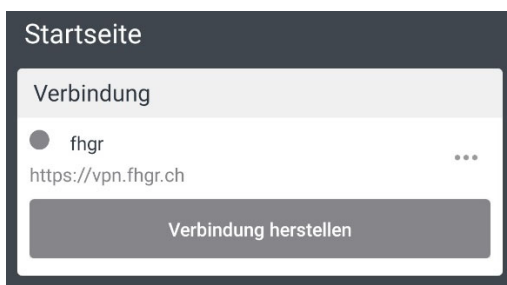 Startseite
Verbindung
fhgr
https://vpn.fhgr.ch
Verbindung herstellen